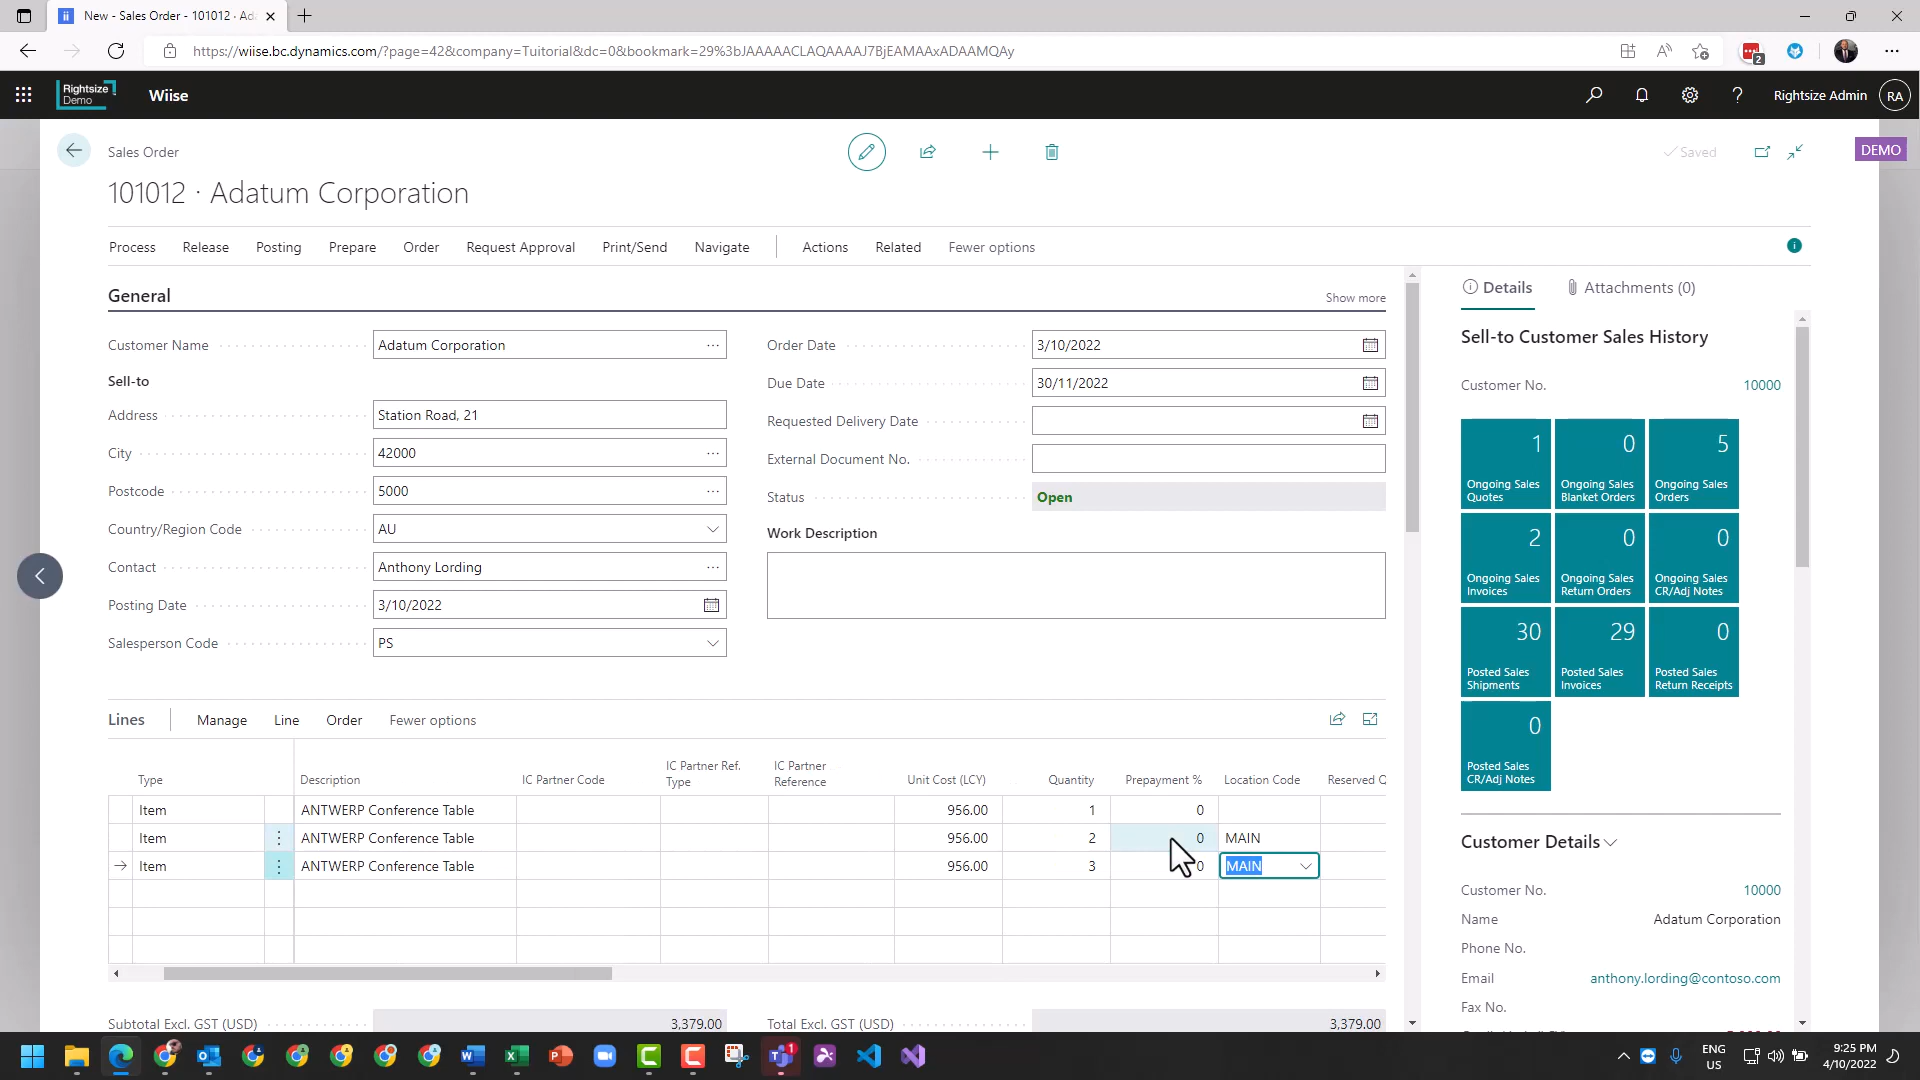 New - Sales Order - 101012 · Ad
https://wiise.bc.dynamics.com/?page=42&company=Tuitorial&dc=0&bookmark=29%3bJAAAAACLAQAAAAJ7BjEAMAAxADAAMQAy
2
Rightsize
Demo
Wiise
Rightsize Admin
RA
Sales Order
Saved
DEMO
101012 · Adatum Corporation
Process Release Posting Prepare Order Request Approval Print/Send Navigate Actions Related Fewer options
General
Show more
Customer Name Adatum Corporation
Sell-to
Address Station Road, 21
City 42000
Postcode 5000
Country/Region Code AU
Contact Anthony Lording
Posting Date 3/10/2022
Salesperson Code PS
Order Date 3/10/2022
Due Date 30/11/2022
Requested Delivery Date
External Document No.
Status Open
Work Description
Lines Manage Line Order Fewer options
Type Description IC Partner Code IC Partner Ref. Type IC Partner Reference Unit Cost (LCY) Quantity Prepayment % Location Code Reserved Q
Item ANTWERP Conference Table 956.00 1 0
Item ANTWERP Conference Table 956.00 2 0 MAIN
Item ANTWERP Conference Table 956.00 3 0 MAIN
Subtotal Excl. GST (USD) 3,379.00 Total Excl. GST (USD) 3,379.00
Details Attachments (0)
Sell-to Customer Sales History
Customer No. 10000
1
Ongoing Sales
Quotes
0
Ongoing Sales
Blanket Orders
5
Ongoing Sales
Orders
2
Ongoing Sales
Invoices
0
Ongoing Sales
Return Orders
0
Ongoing Sales
CR/Adj Notes
30
Posted Sales
Shipments
29
Posted Sales
Invoices
0
Posted Sales
Return Receipts
0
Posted Sales
CR/Adj Notes
Customer Details
Customer No. 10000
Name Adatum Corporation
Phone No.
Email anthony.lording@contoso.com
Fax No.
1
ENG
US
9:25 PM
4/10/2022